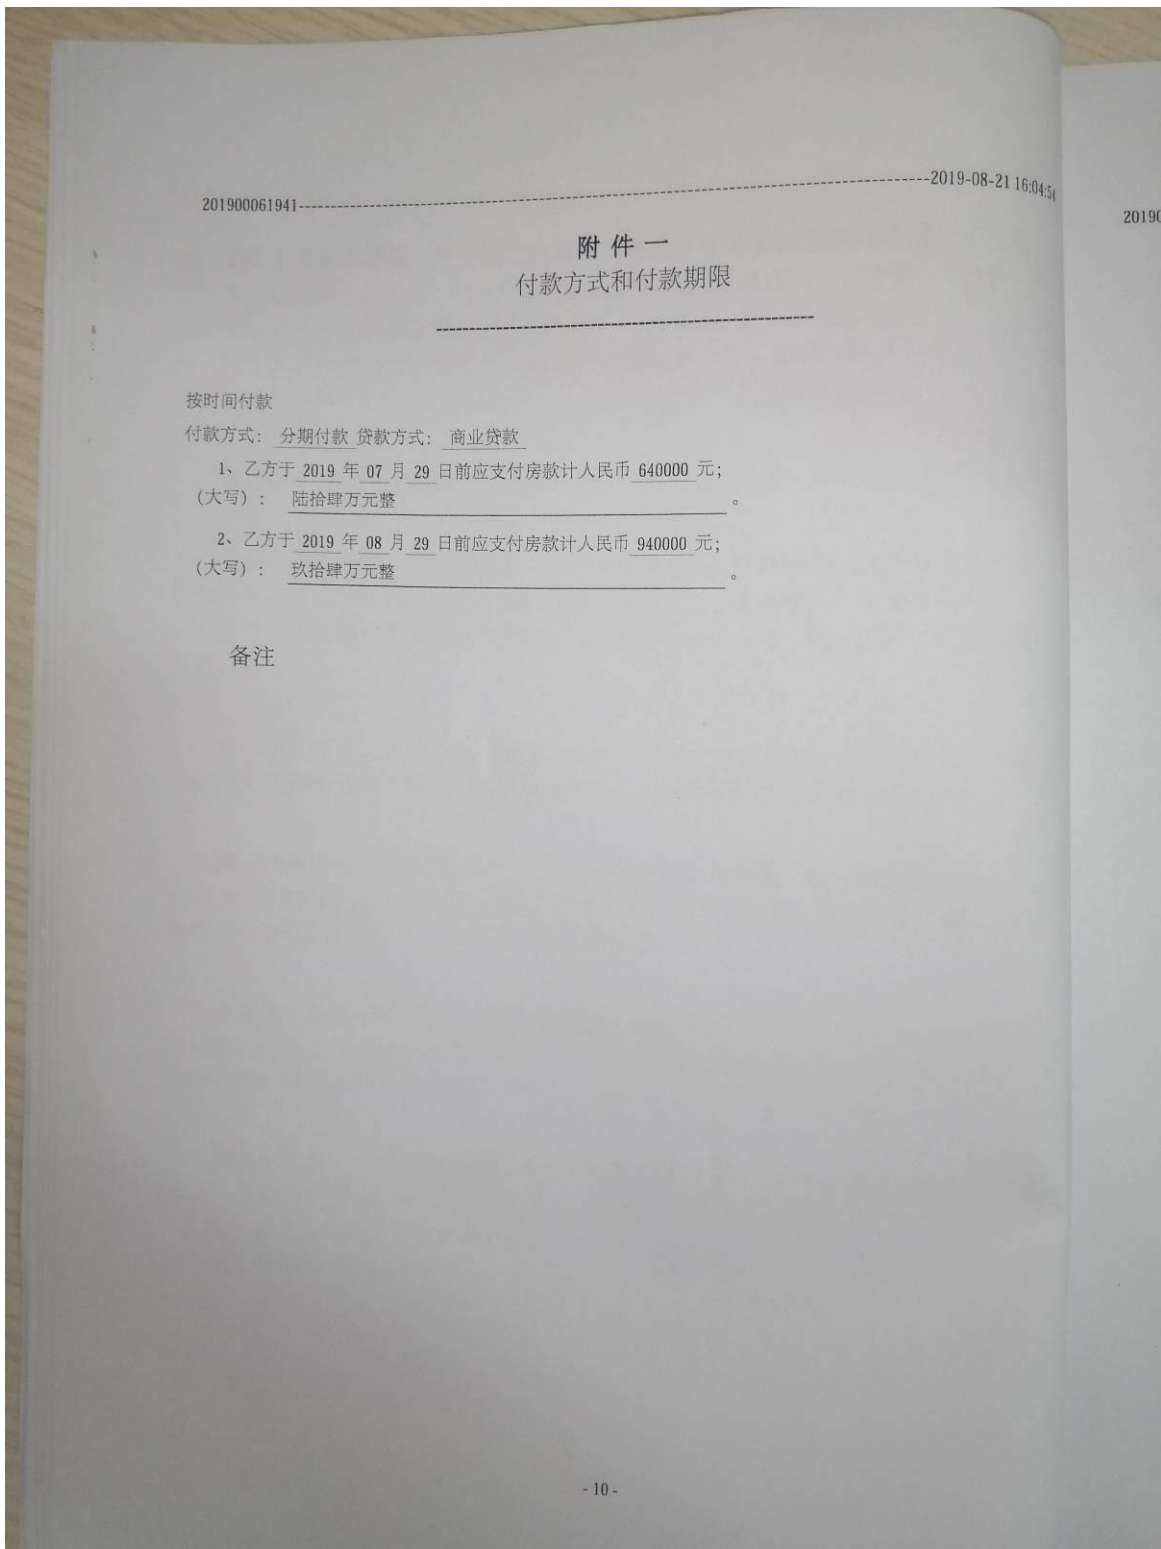 201900061941--------------------------------------------------------------------------------2019-08-21 16:04:54
附 件 一
付款方式和付款期限
----------------------------------------------------------
按时间付款
付款方式: 分期付款 贷款方式: 商业贷款
1、乙方于 2019 年 07 月 29 日前应支付房款计人民币 640000 元;
(大写): 陆拾肆万元整 。
2、乙方于 2019 年 08 月 29 日前应支付房款计人民币 940000 元;
(大写): 玖拾肆万元整 。
备注
- 10 -